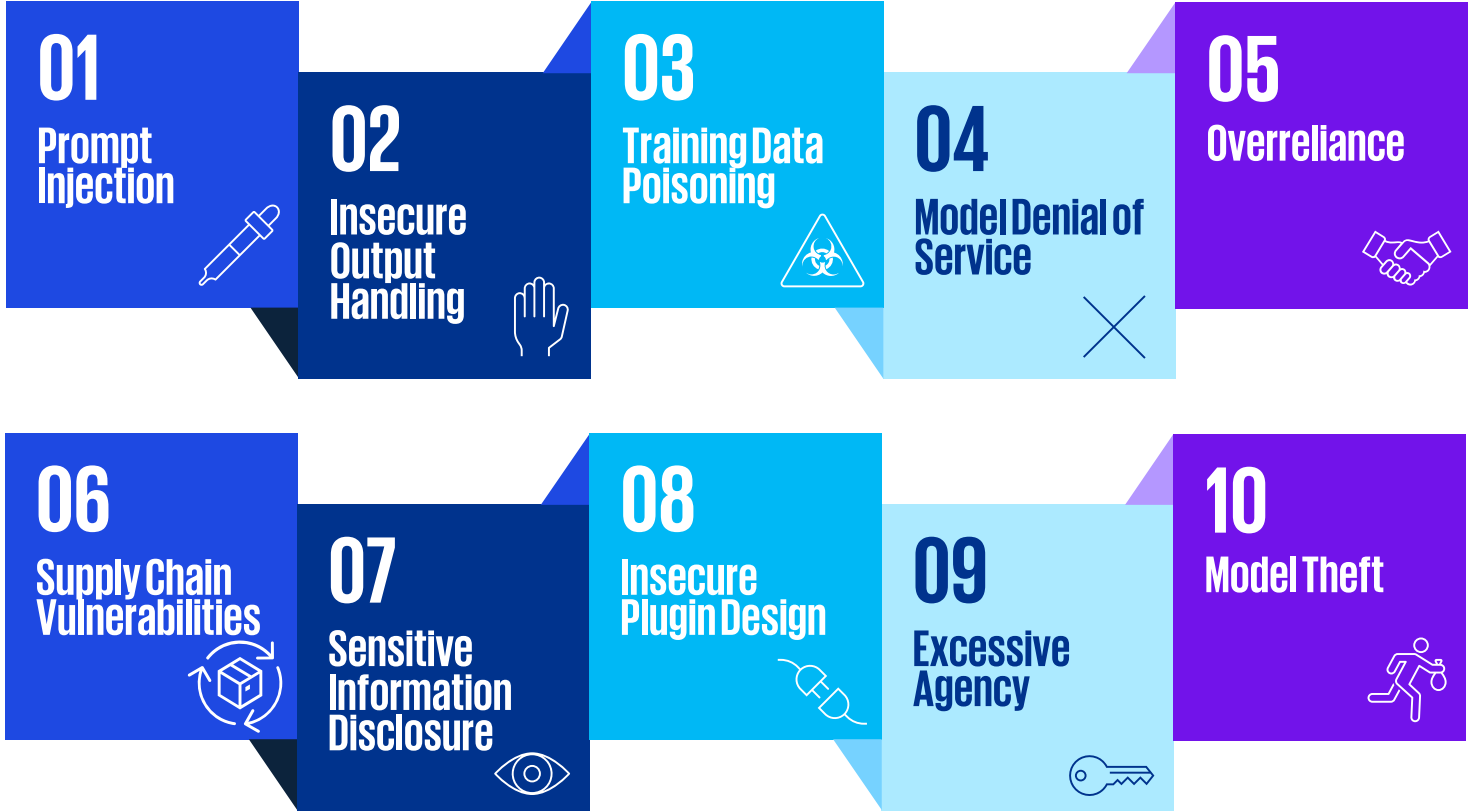 01
Prompt
Injection
02
Insecure
Output
Handling
03
Training Data
Poisoning
04
Model Denial of
Service
05
Overreliance
06
Supply Chain
Vulnerabilities
07
Sensitive
Information
Disclosure
08
Insecure
Plugin Design
09
Excessive
Agency
10
Model Theft